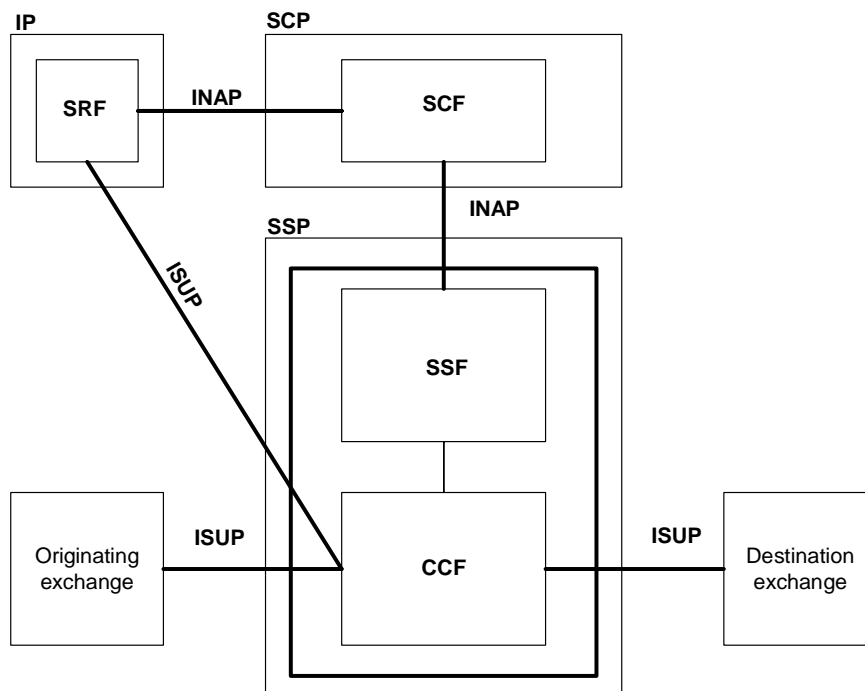 IP
SCP
SRF
INAP
SCF
INAP
SSP
ISUP
SSF
Originating
exchange
ISUP
CCF
ISUP
Destination
exchange